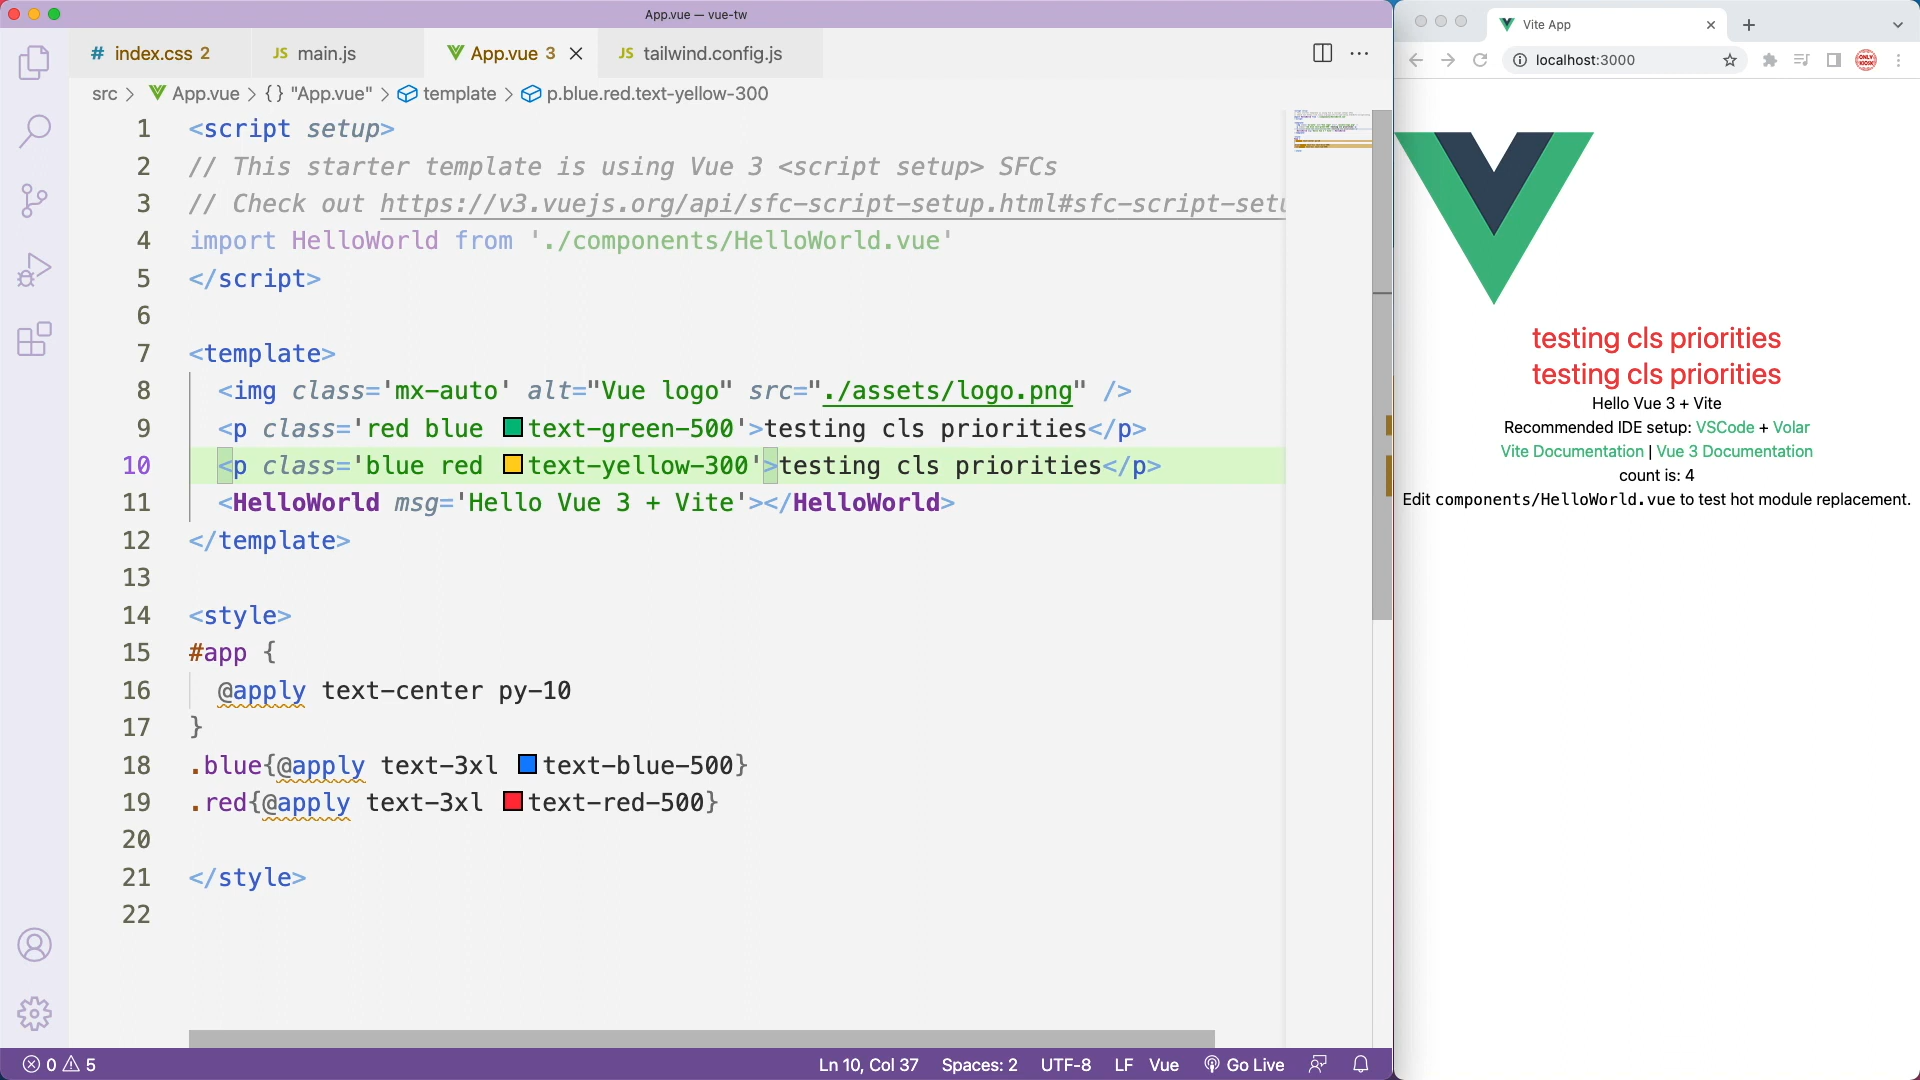 App.vue — vue-tw
# index.css 2
JS main.js
App.vue 3
JS tailwind.config.js
src > App.vue > {} "App.vue" > template > p.blue.red.text-yellow-300
1 <script setup>
2 // This starter template is using Vue 3 <script setup> SFCs
3 // Check out https://v3.vuejs.org/api/sfc-script-setup.html#sfc-script-setu
4 import HelloWorld from './components/HelloWorld.vue'
5 </script>
6
7 <template>
8 <img class='mx-auto' alt="Vue logo" src="./assets/logo.png" />
9 <p class='red blue text-green-500'>testing cls priorities</p>
10 <p class='blue red text-yellow-300'>testing cls priorities</p>
11 <HelloWorld msg='Hello Vue 3 + Vite'></HelloWorld>
12 </template>
13
14 <style>
15 #app {
16 @apply text-center py-10
17 }
18 .blue{@apply text-3xl text-blue-500}
19 .red{@apply text-3xl text-red-500}
20
21 </style>
22
0 5
Ln 10, Col 37 Spaces: 2 UTF-8 LF Vue Go Live
Vite App
localhost:3000
ONLY KIOSK
testing cls priorities
testing cls priorities
Hello Vue 3 + Vite
Recommended IDE setup: VSCode + Volar
Vite Documentation | Vue 3 Documentation
count is: 4
Edit components/HelloWorld.vue to test hot module replacement.